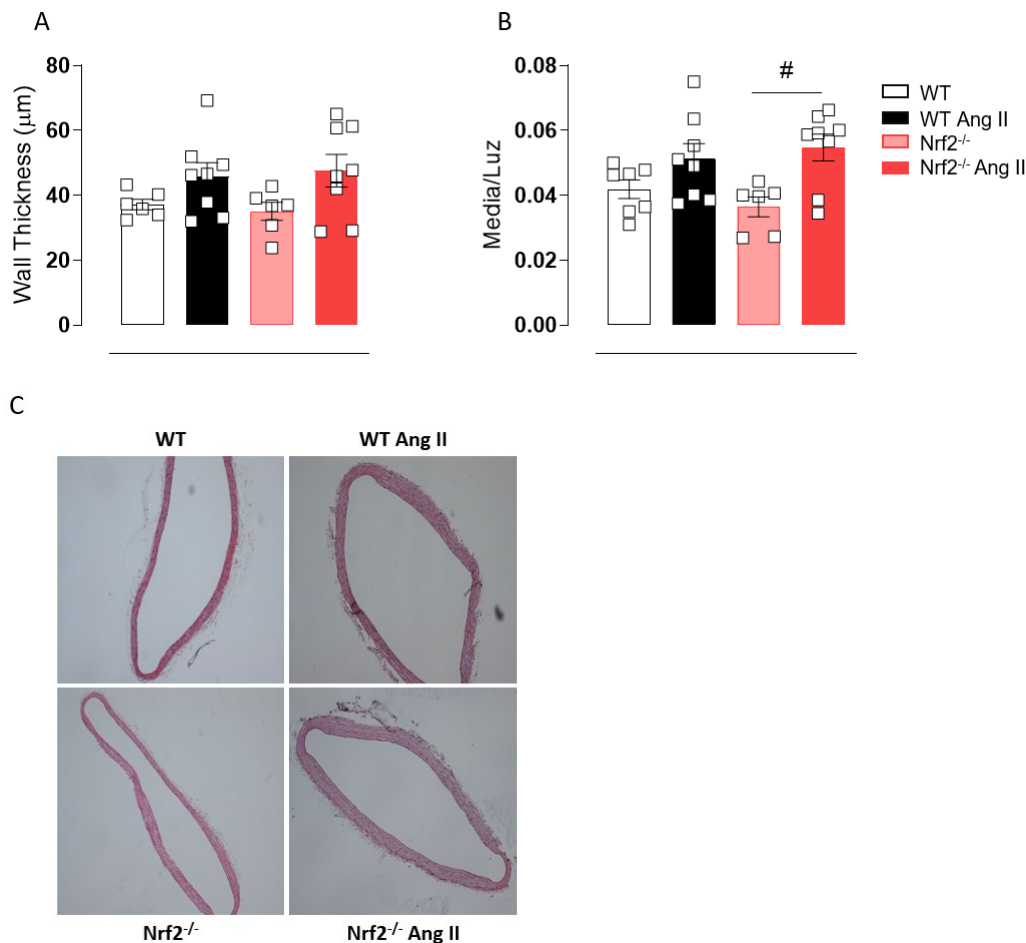 A
Wall Thickness (μm)
80
60
40
20
0
B
Media/Luz
0.08
0.06
0.04
0.02
0.00
#
WT
WT Ang II
Nrf2-/-
Nrf2-/- Ang II
C
WT
WT Ang II
Nrf2-/-
Nrf2-/- Ang II